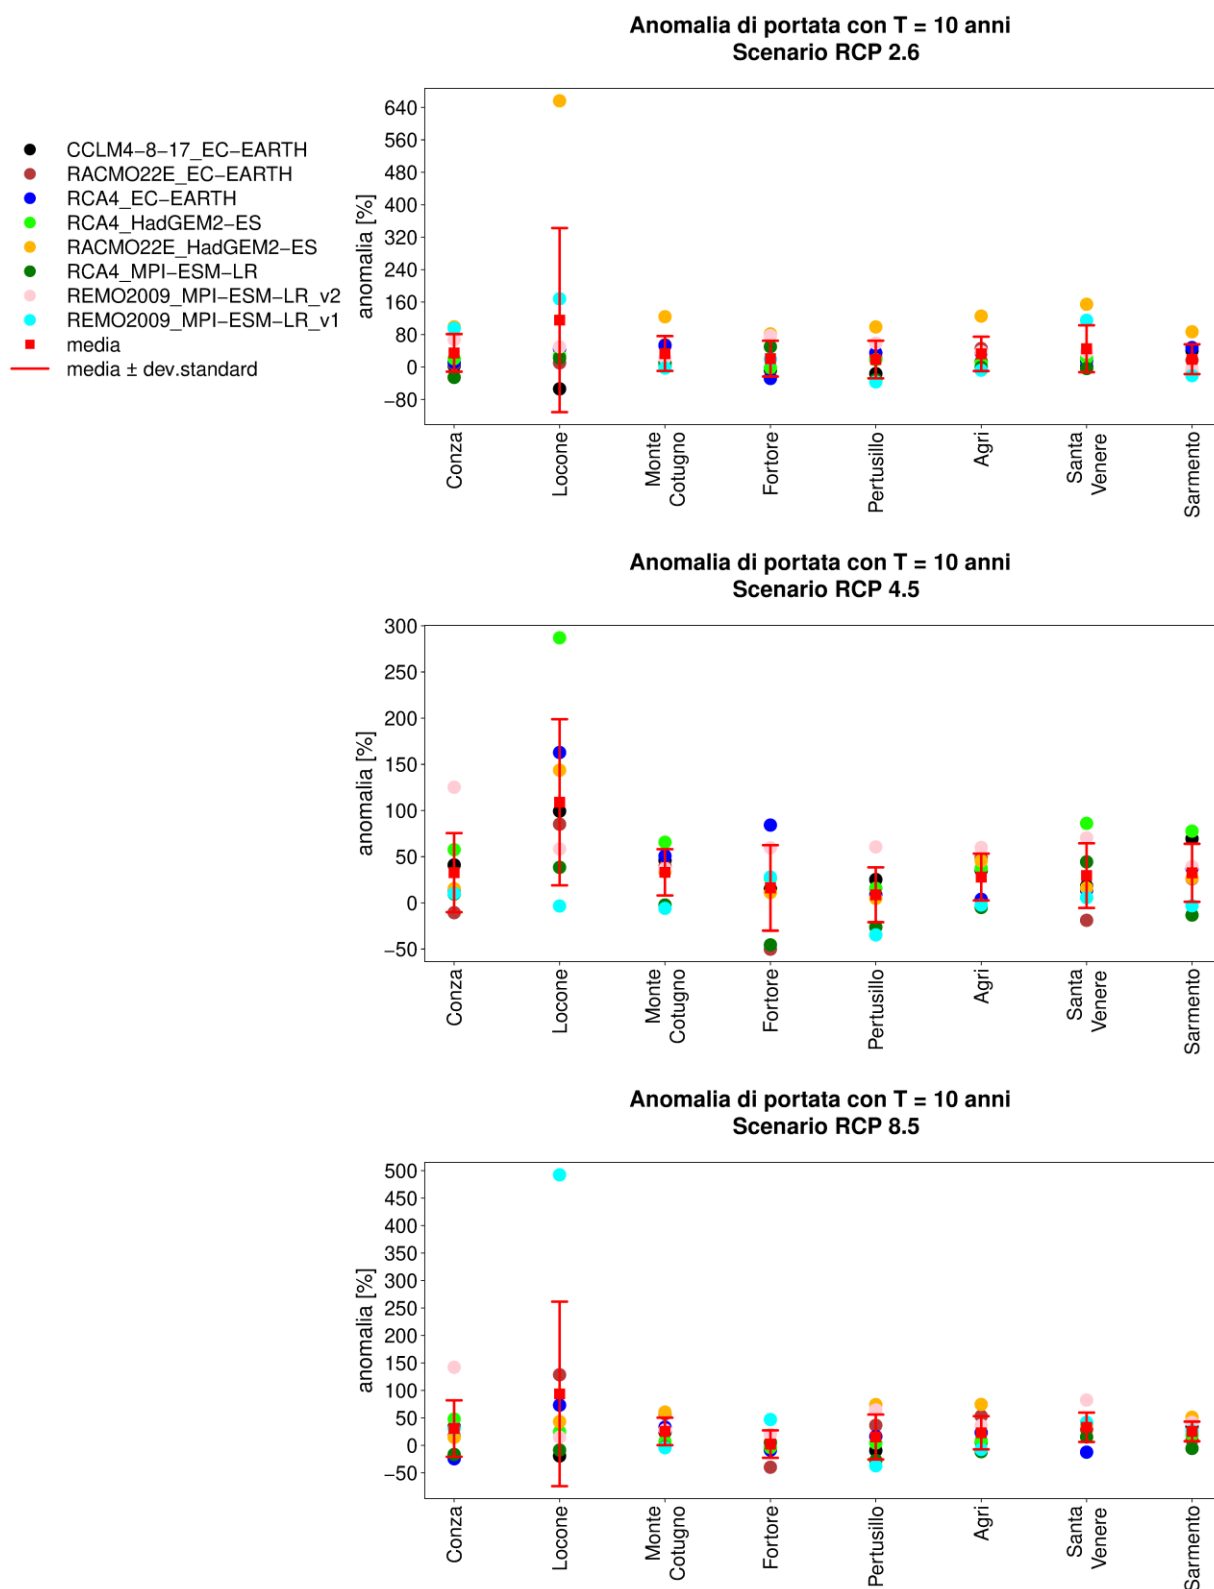 Anomalia di portata con T = 10 anni
Scenario RCP 2.6
CCLM4−8−17_EC−EARTH
RACMO22E_EC−EARTH
RCA4_EC−EARTH
RCA4_HadGEM2−ES
RACMO22E_HadGEM2−ES
RCA4_MPI−ESM−LR
REMO2009_MPI−ESM−LR_v2
REMO2009_MPI−ESM−LR_v1
media
media ± dev.standard
anomalia [%]
640
560
480
400
320
240
160
80
0
−80
Conza
Locone
Monte
Cotugno
Fortore
Pertusillo
Agri
Santa
Venere
Sarmento
Anomalia di portata con T = 10 anni
Scenario RCP 4.5
anomalia [%]
300
250
200
150
100
50
0
−50
Conza
Locone
Monte
Cotugno
Fortore
Pertusillo
Agri
Santa
Venere
Sarmento
Anomalia di portata con T = 10 anni
Scenario RCP 8.5
anomalia [%]
500
450
400
350
300
250
200
150
100
50
0
−50
Conza
Locone
Monte
Cotugno
Fortore
Pertusillo
Agri
Santa
Venere
Sarmento